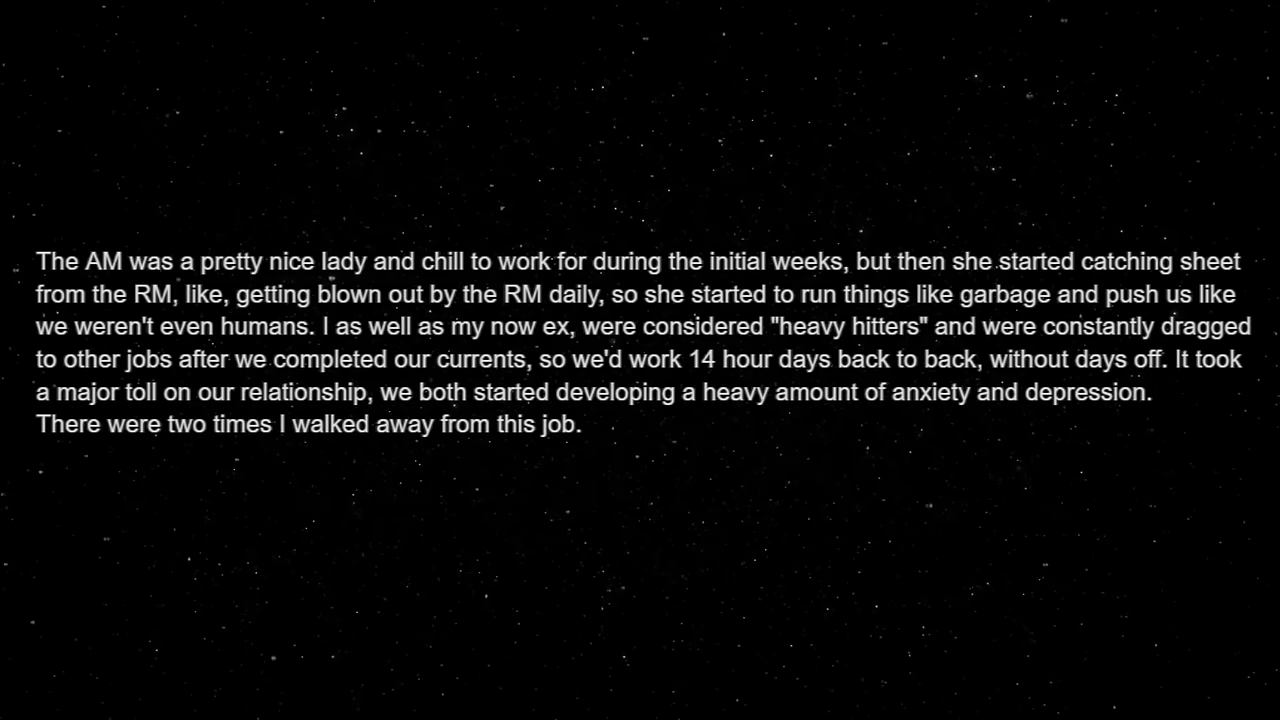 The AM was a pretty nice lady and chill to work for during the initial weeks, but then she started catching sheet
from the RM, like, getting blown out by the RM daily, so she started to run things like garbage and push us like
we weren't even humans. I as well as my now ex, were considered "heavy hitters" and were constantly dragged
to other jobs after we completed our currents, so we'd work 14 hour days back to back, without days off. It took
a major toll on our relationship, we both started developing a heavy amount of anxiety and depression.
There were two times I walked away from this job.